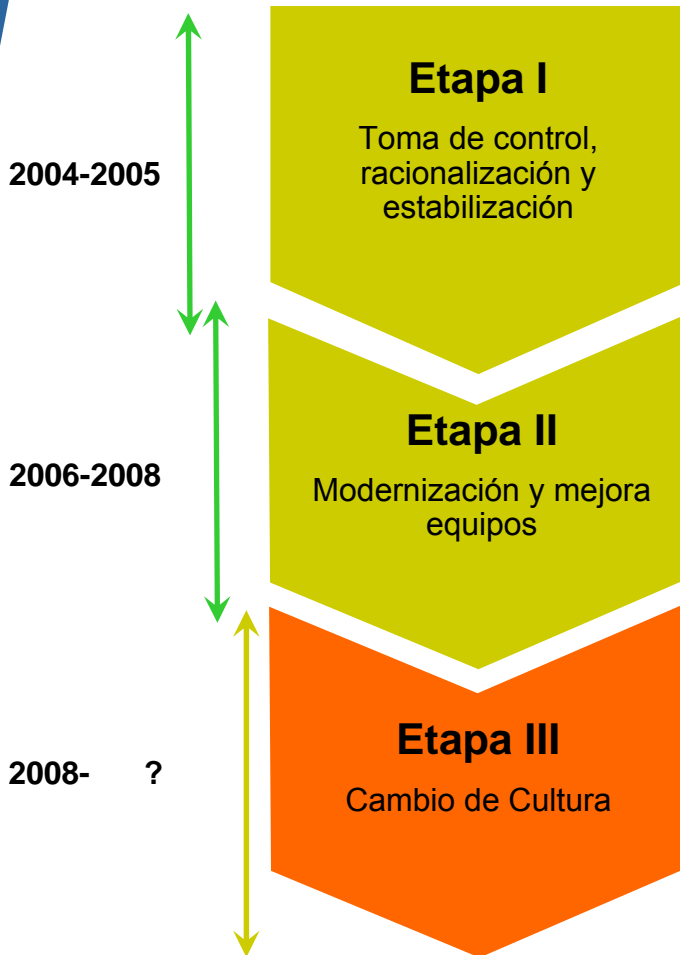 Etapa I
Toma de control,
racionalización y
estabilización
2004-2005
Etapa II
Modernización y mejora
equipos
2006-2008
Etapa III
Cambio de Cultura
2008- ?